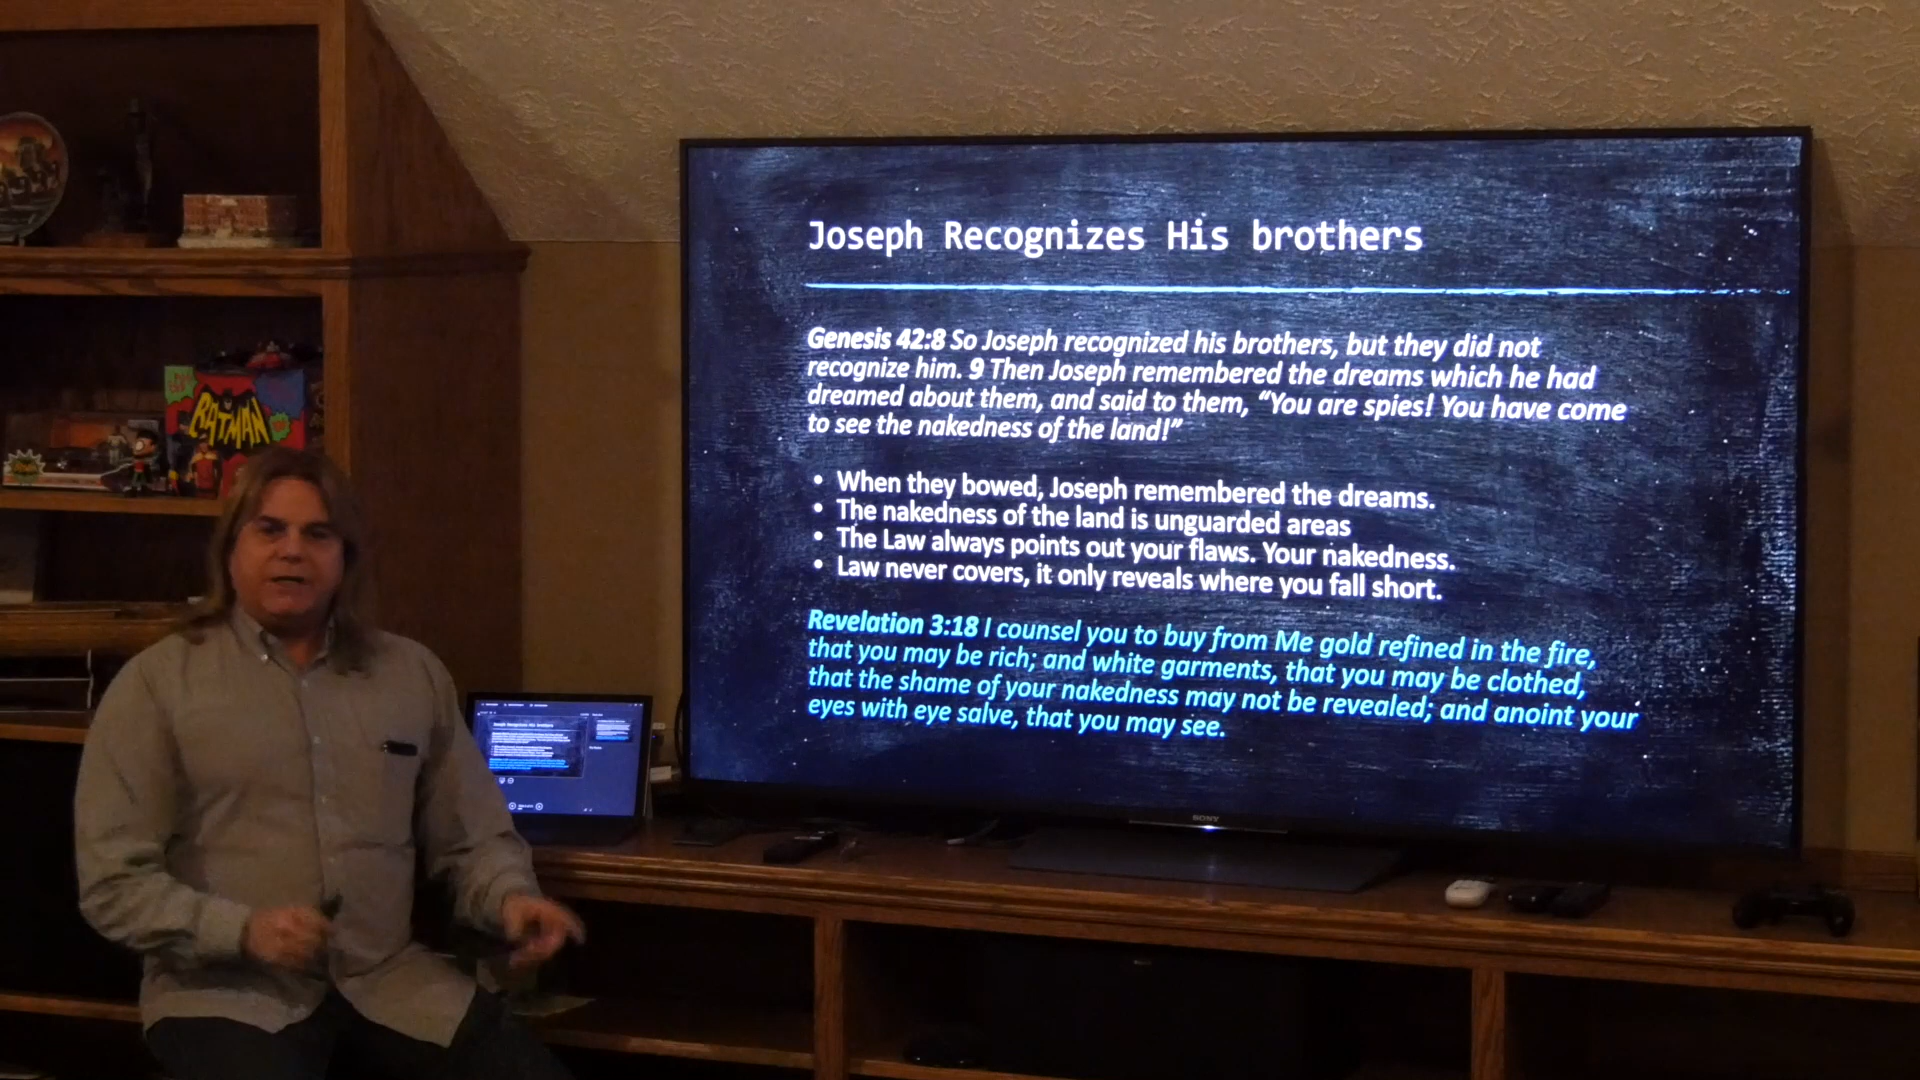 Joseph Recognizes His brothers
Genesis 42:8 So Joseph recognized his brothers, but they did not
recognize him. 9 Then Joseph remembered the dreams which he had
dreamed about them, and said to them, “You are spies! You have come
to see the nakedness of the land!”
• When they bowed, Joseph remembered the dreams.
• The nakedness of the land is unguarded areas
• The Law always points out your flaws. Your nakedness.
• Law never covers, it only reveals where you fall short.
Revelation 3:18 I counsel you to buy from Me gold refined in the fire,
that you may be rich; and white garments, that you may be clothed,
that the shame of your nakedness may not be revealed; and anoint your
eyes with eye salve, that you may see.
SONY
BATMAN
Joseph Recognizes His brothers